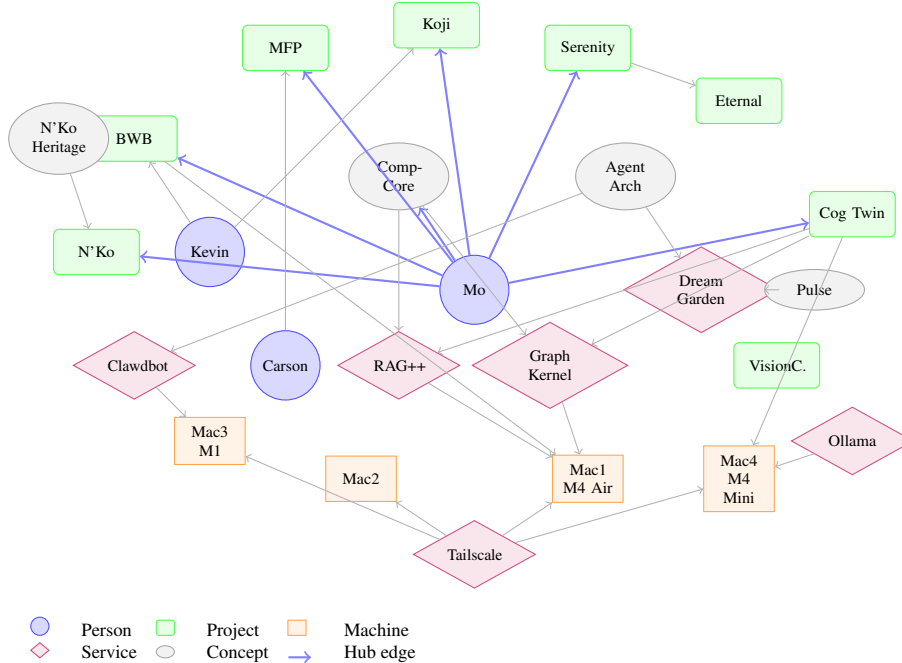 Koji
MFP
Serenity
Eternal
N'Ko
Heritage
BWB
Comp-
Core
Agent
Arch
Cog Twin
N'Ko
Kevin
Mo
Dream
Garden
Pulse
Clawdbot
Carson
RAG++
Graph
Kernel
VisionC.
Mac3
M1
Mac2
Mac1
M4 Air
Mac4
M4
Mini
Ollama
Tailscale
Person
Project
Machine
Service
Concept
Hub edge